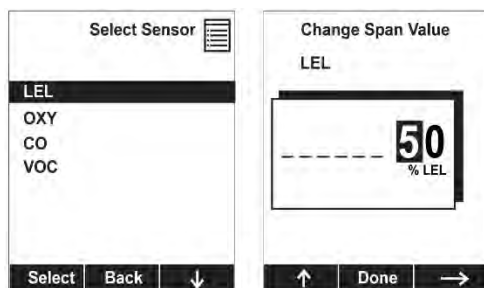 Select Sensor
LEL
OXY
CO
VOC
Select Back ↓
Change Span Value
LEL
_ _ _ _ _ _ 50
% LEL
↑ Done →